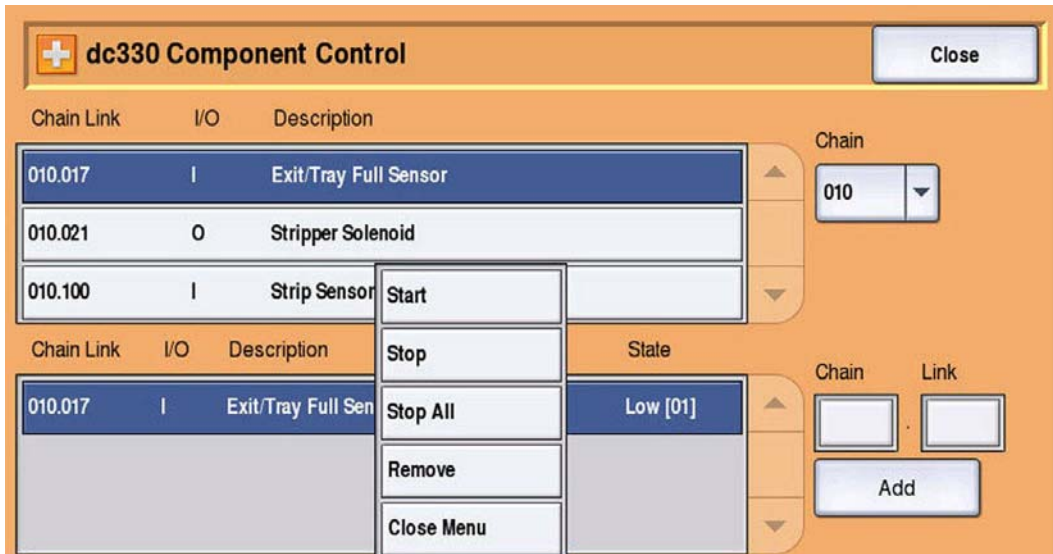 dc330 Component Control
Close
Chain Link I/O Description
010.017 I Exit/Tray Full Sensor
010.021 O Stripper Solenoid
010.100 I Strip Sensor
Chain
010
Start
Stop
Stop All
Remove
Close Menu
Chain Link I/O Description State
010.017 I Exit/Tray Full Sen Low [01]
Chain Link
.
Add